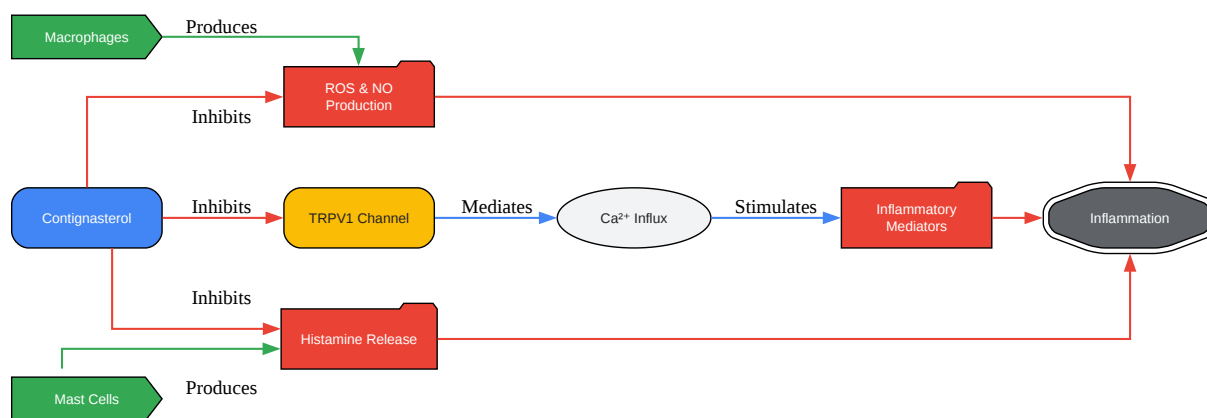 Macrophages
Produces
ROS & NO
Production
Inhibits
Contignasterol
Inhibits
TRPV1 Channel
Mediates
Ca²⁺ Influx
Stimulates
Inflammatory
Mediators
Inflammation
Inhibits
Histamine Release
Mast Cells
Produces